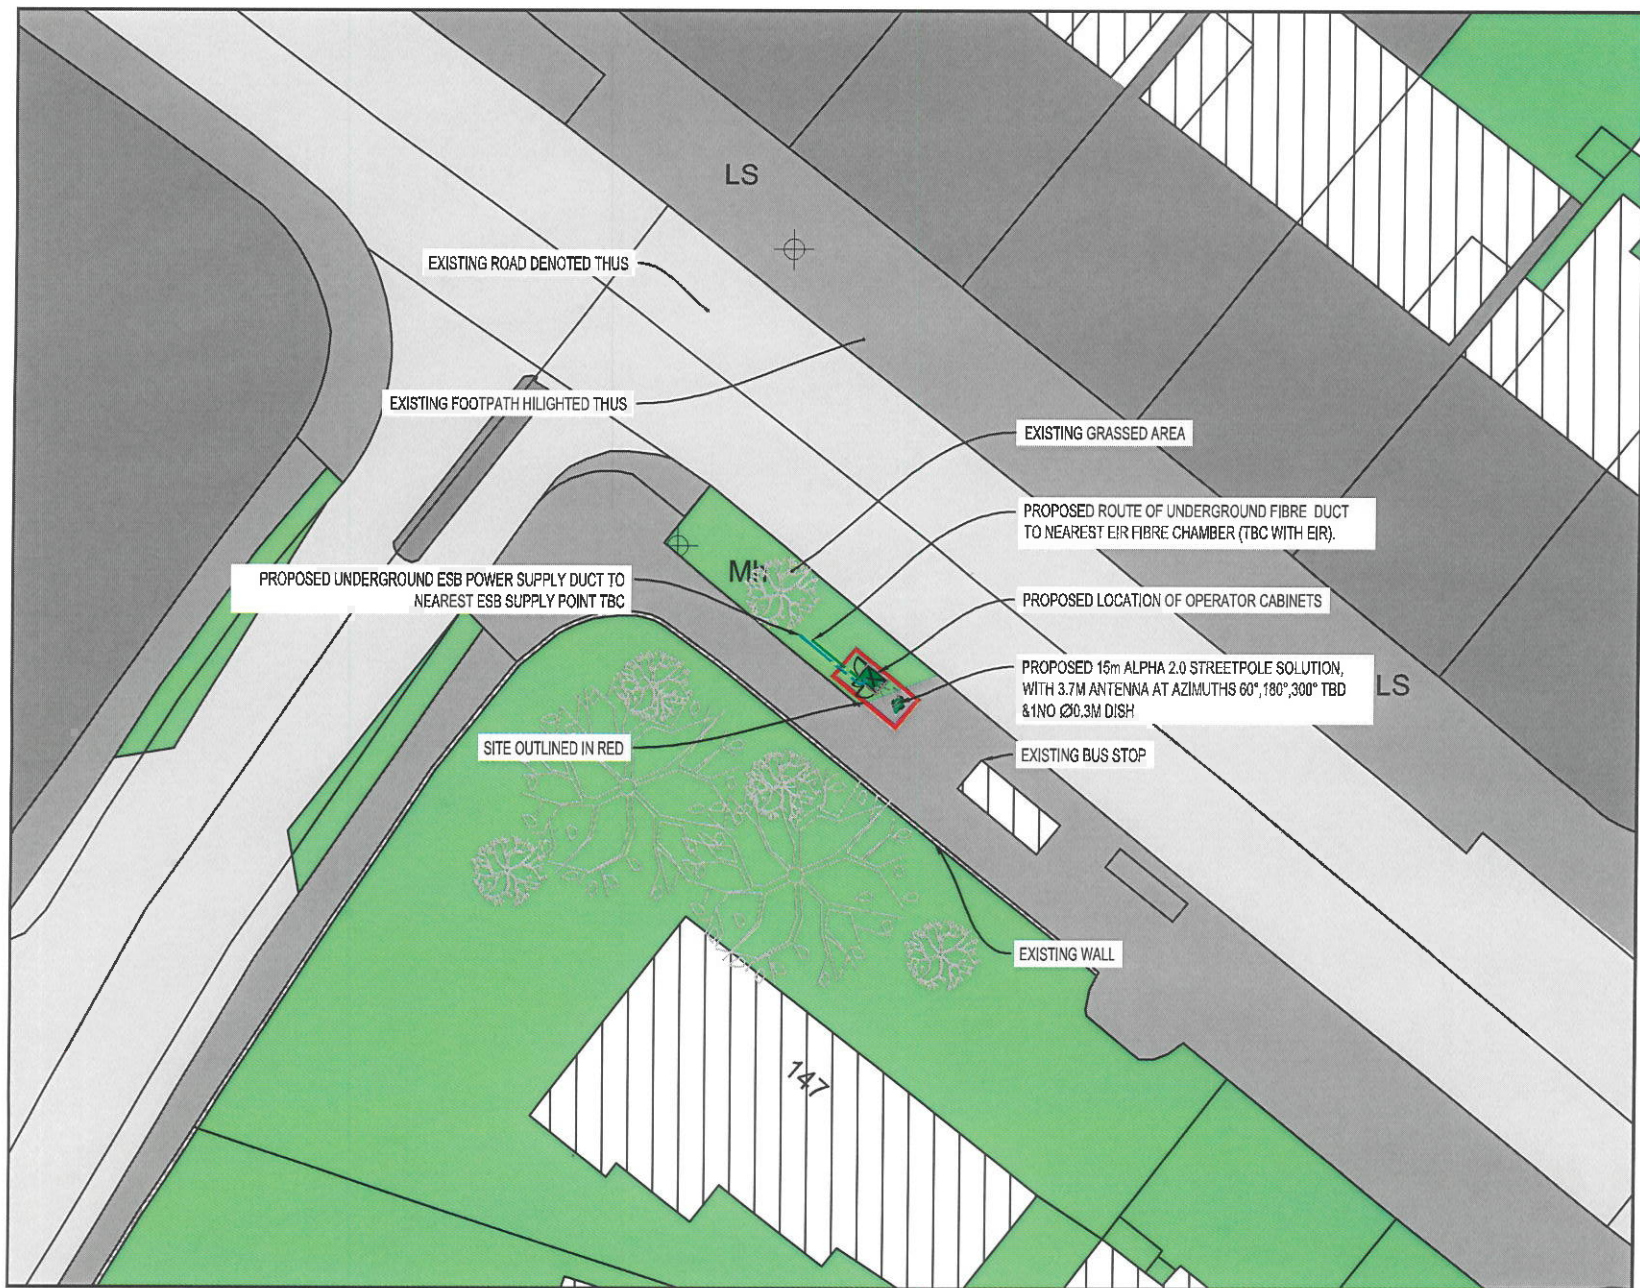 LS
EXISTING ROAD DENOTED THUS
EXISTING FOOTPATH HILIGHTED THUS
EXISTING GRASSED AREA
PROPOSED ROUTE OF UNDERGROUND FIBRE DUCT
TO NEAREST EIR FIBRE CHAMBER (TBC WITH EIR).
MH
PROPOSED UNDERGROUND ESB POWER SUPPLY DUCT TO
NEAREST ESB SUPPLY POINT TBC
PROPOSED LOCATION OF OPERATOR CABINETS
PROPOSED 15m ALPHA 2.0 STREETPOLE SOLUTION,
WITH 3.7M ANTENNA AT AZIMUTHS 60°,180°,300° TBD
&1NO Ø0.3M DISH
LS
SITE OUTLINED IN RED
EXISTING BUS STOP
EXISTING WALL
147